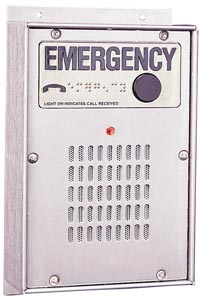 EMERGENCY
LIGHT ON INDICATES CALL RECEIVED